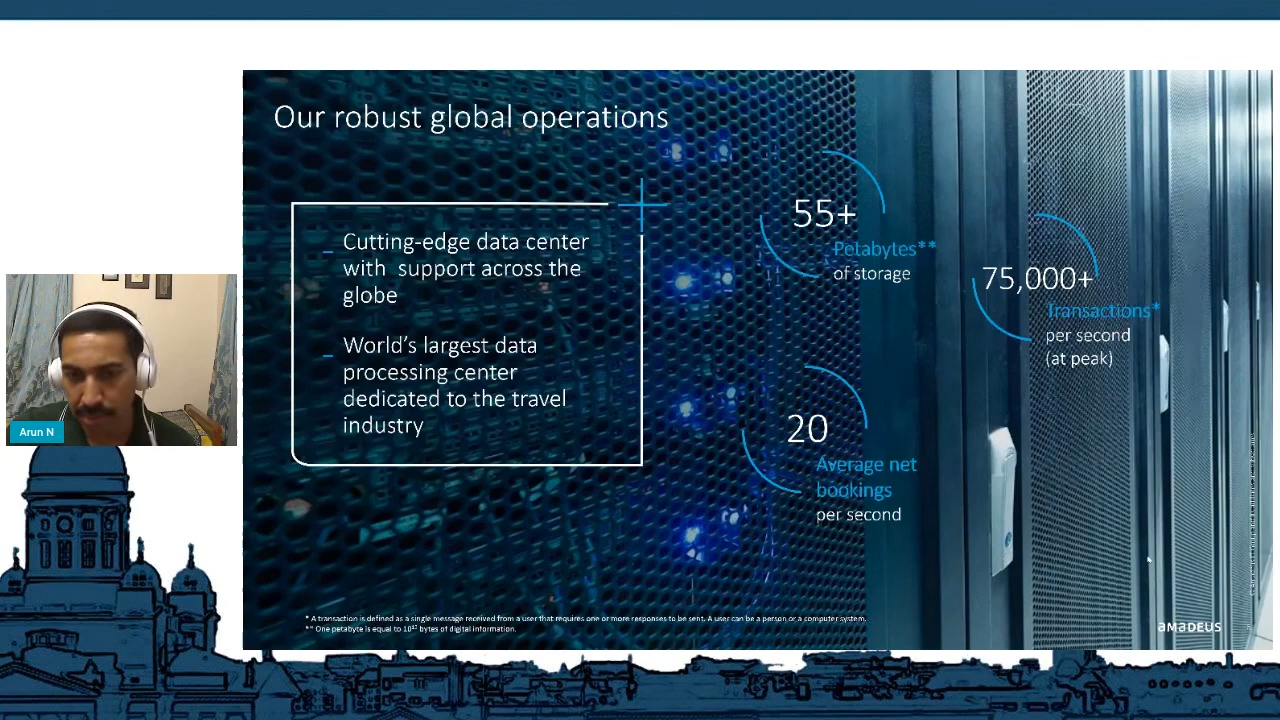 Our robust global operations
– Cutting-edge data center
with support across the
globe
– World's largest data
processing center
dedicated to the travel
industry
55+
Petabytes**
of storage
75,000+
Transactions*
per second
(at peak)
20
Average net
bookings
per second
Arun N
* A transaction is defined as a single message received from a user that requires one or more responses to be sent. A user can be a person or a computer system.
** One petabyte is equal to 10¹⁵ bytes of digital information.
amadeus